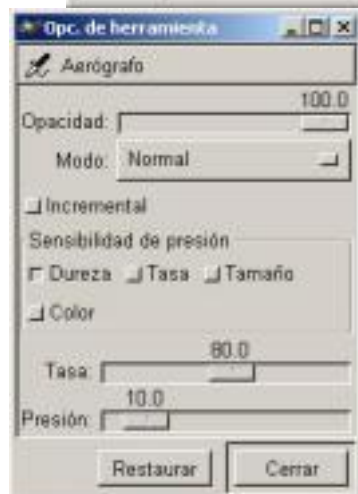 Opc. de herramienta
Aerógrafo
100.0
Opacidad:
Modo: Normal
Incremental
Sensibilidad de presión
Dureza Tasa Tamaño
Color
80.0
Tasa:
10.0
Presión:
Restaurar Cerrar